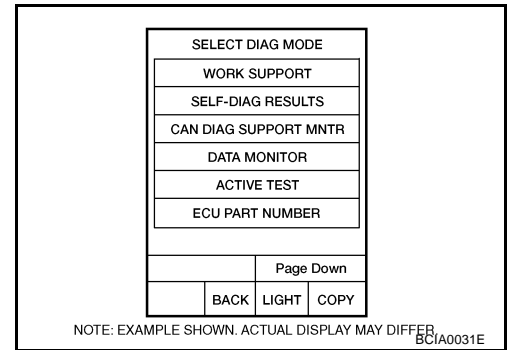 SELECT DIAG MODE
WORK SUPPORT
SELF-DIAG RESULTS
CAN DIAG SUPPORT MNTR
DATA MONITOR
ACTIVE TEST
ECU PART NUMBER
Page Down
BACK LIGHT COPY
NOTE: EXAMPLE SHOWN. ACTUAL DISPLAY MAY DIFFER.
BCIA0031E